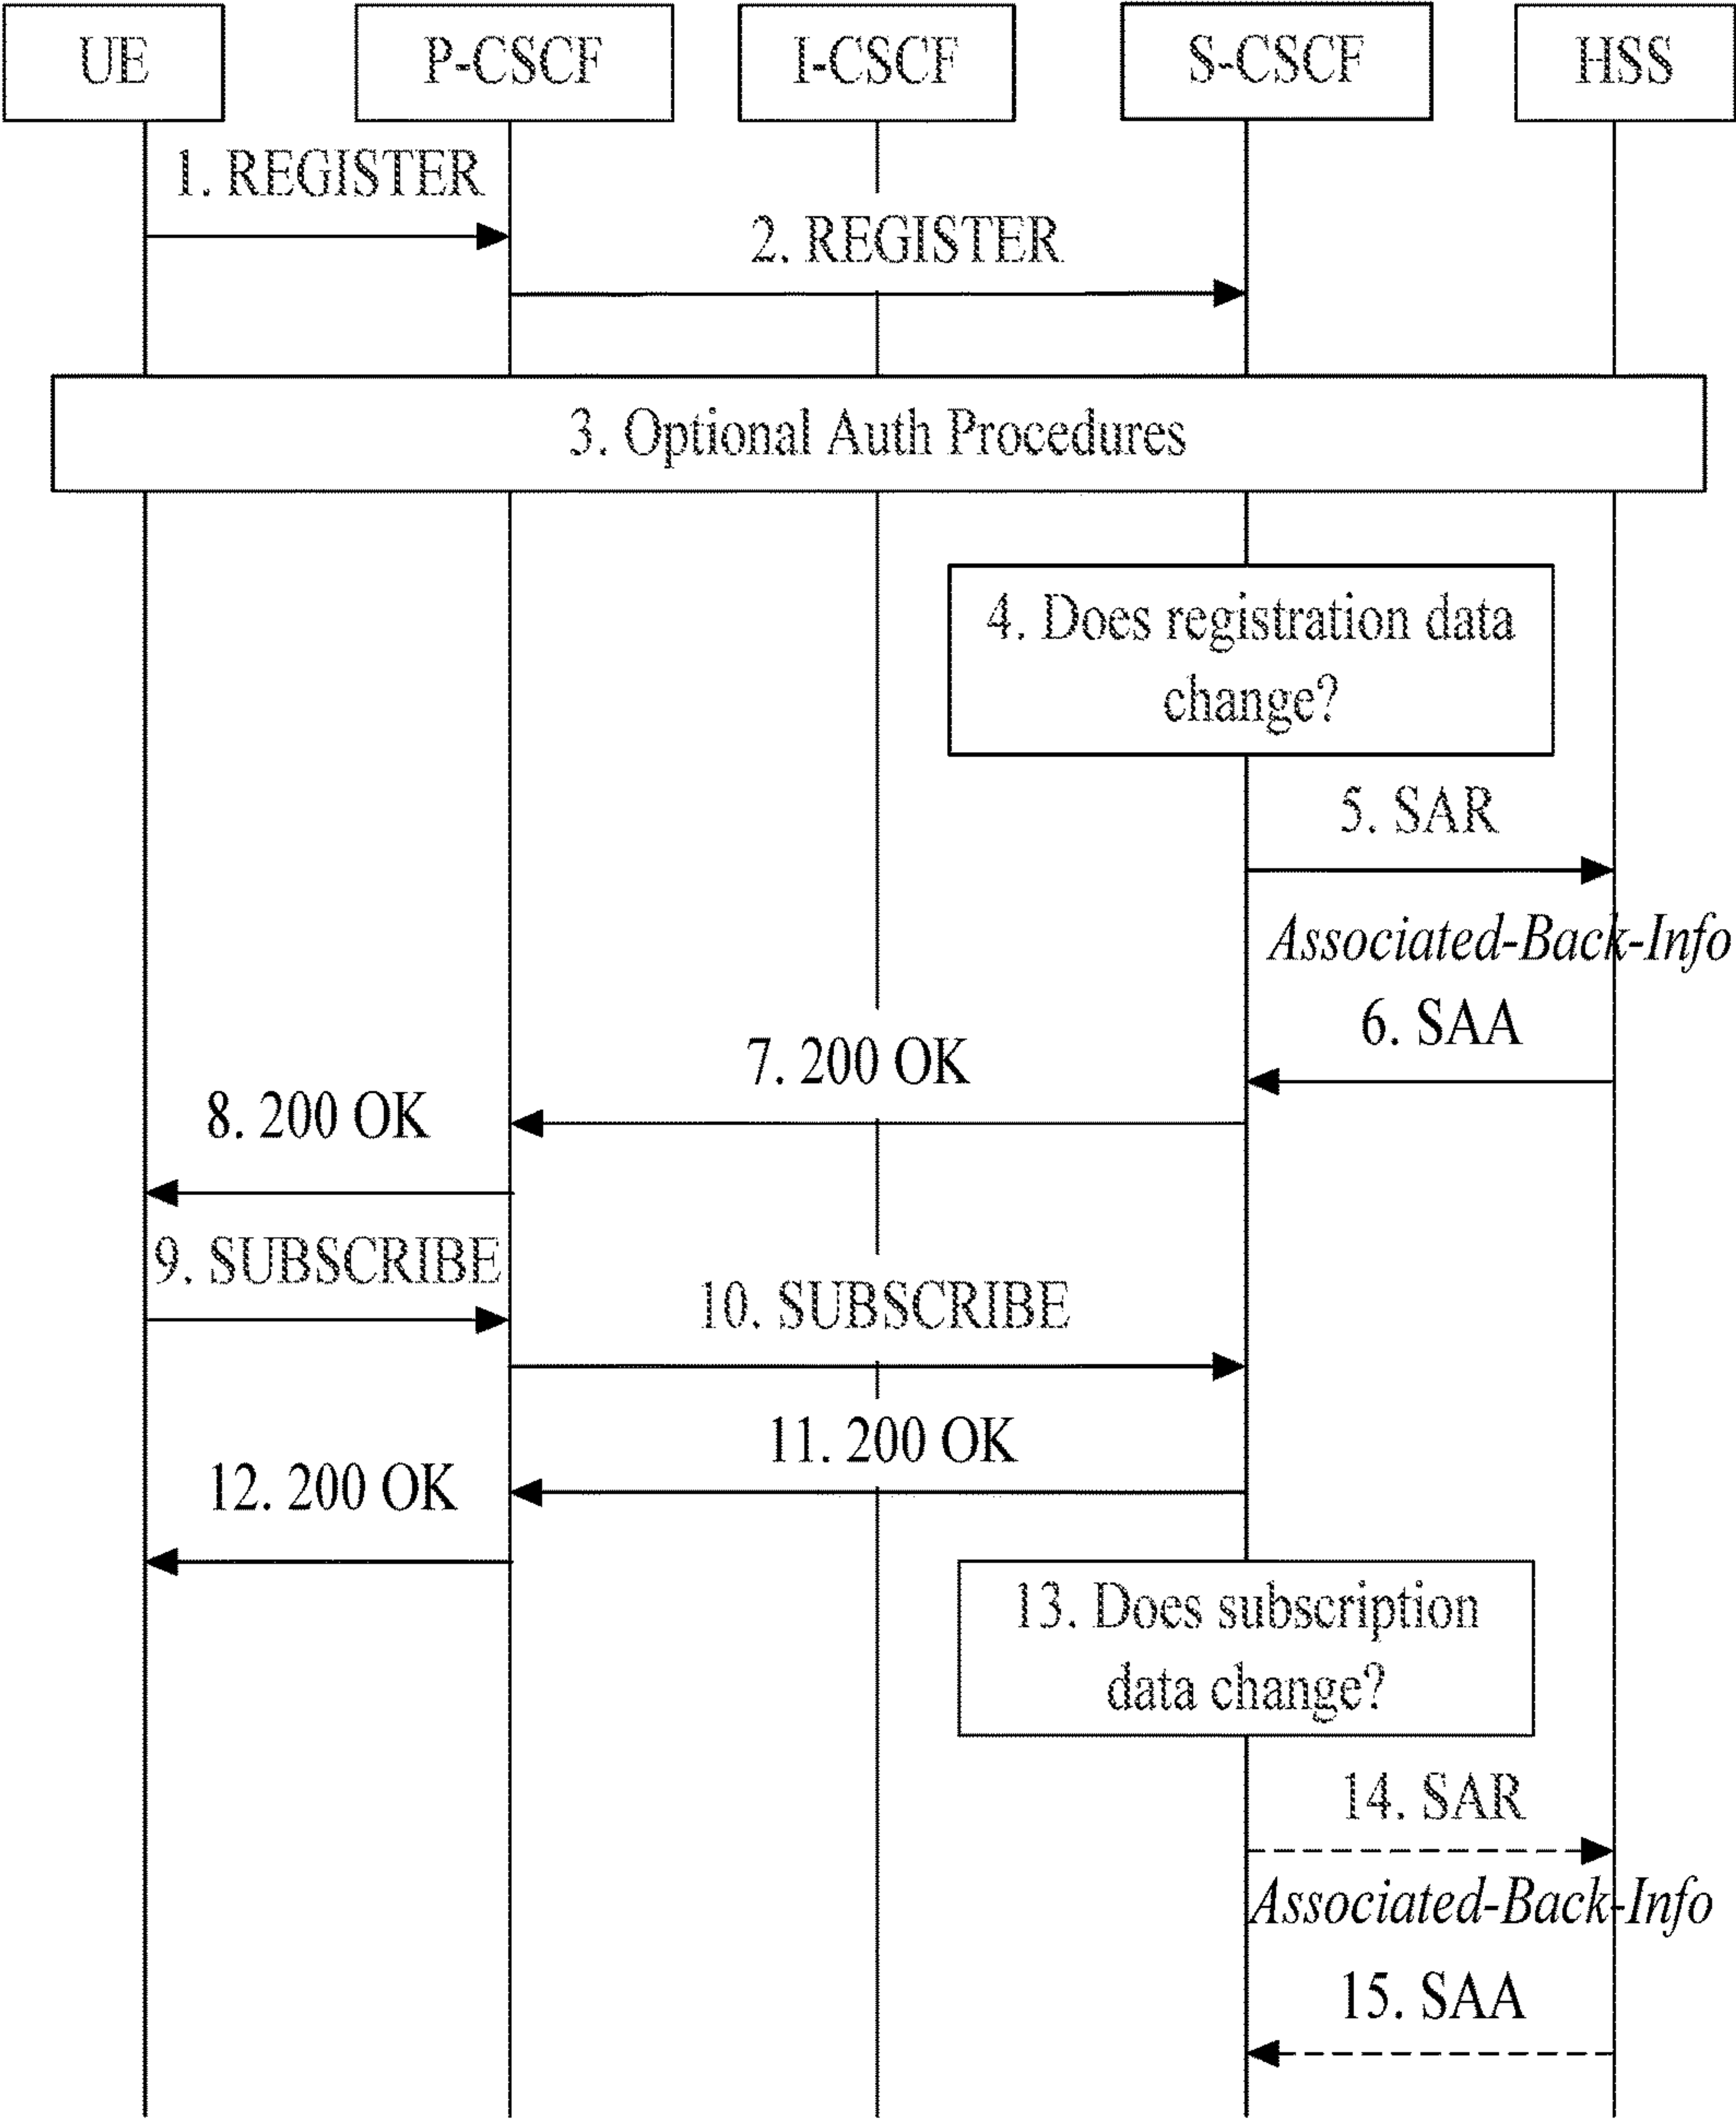 UE
P-CSCF
I-CSCF
S-CSCF
HSS
1. REGISTER
2. REGISTER
3. Optional Auth Procedures
4. Does registration data
change?
5. SAR
Associated-Back-Info
6. SAA
7. 200 OK
8. 200 OK
9. SUBSCRIBE
10. SUBSCRIBE
11. 200 OK
12. 200 OK
13. Does subscription
data change?
14. SAR
Associated-Back-Info
15. SAA